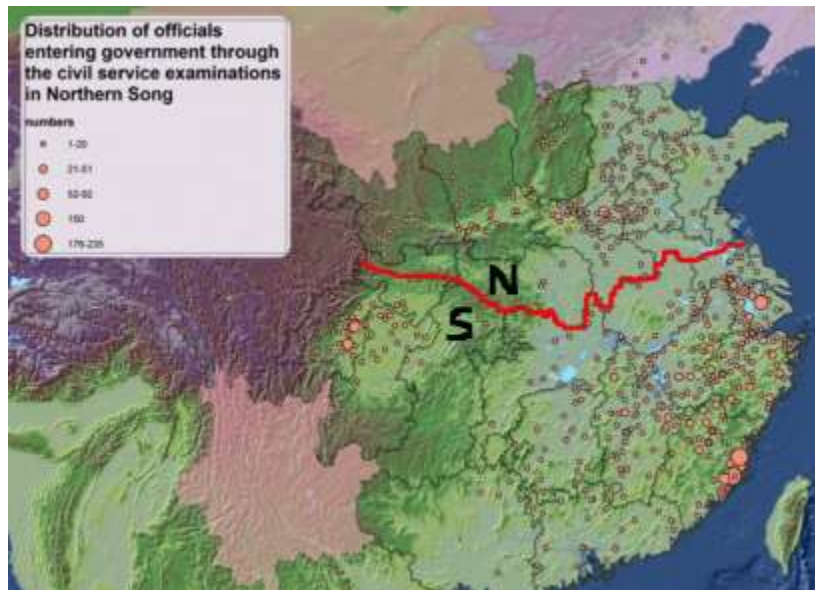 Distribution of officials
entering government through
the civil service examinations
in Northern Song
numbers
1-20
21-51
52-92
150
176-235
N
S